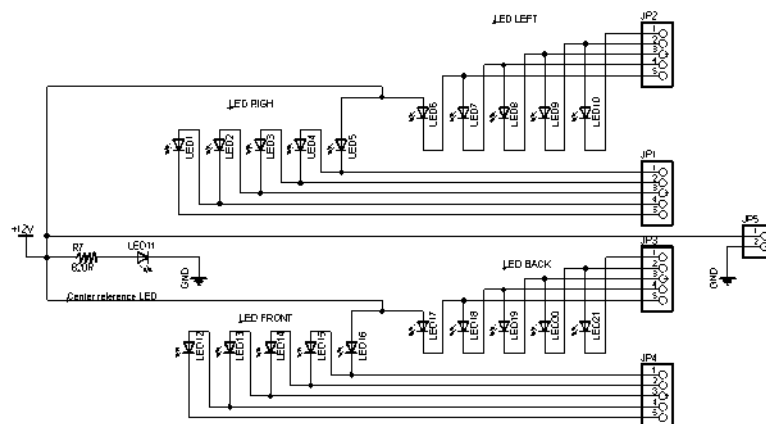 LED LEFT
JP2
1
2
3
4
5
LED6
LED7
LED8
LED9
LED10
LED RIGH
LED1
LED2
LED3
LED4
LED5
JP1
1
2
3
4
5
+12V
R7
620R
LED11
GND
JP5
1
2
GND
Center reference LED
LED BACK
JP3
1
2
3
4
5
LED17
LED18
LED19
LED20
LED21
LED FRONT
LED12
LED13
LED14
LED15
LED16
JP4
1
2
3
4
5